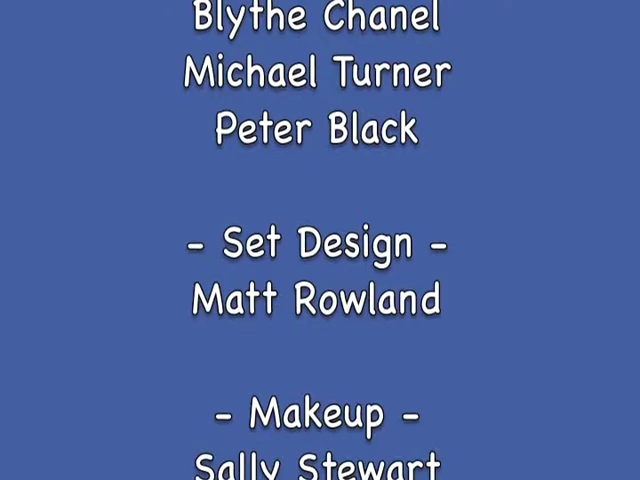 Blythe Chanel
Michael Turner
Peter Black
- Set Design -
Matt Rowland
- Makeup -
Sally Stewart